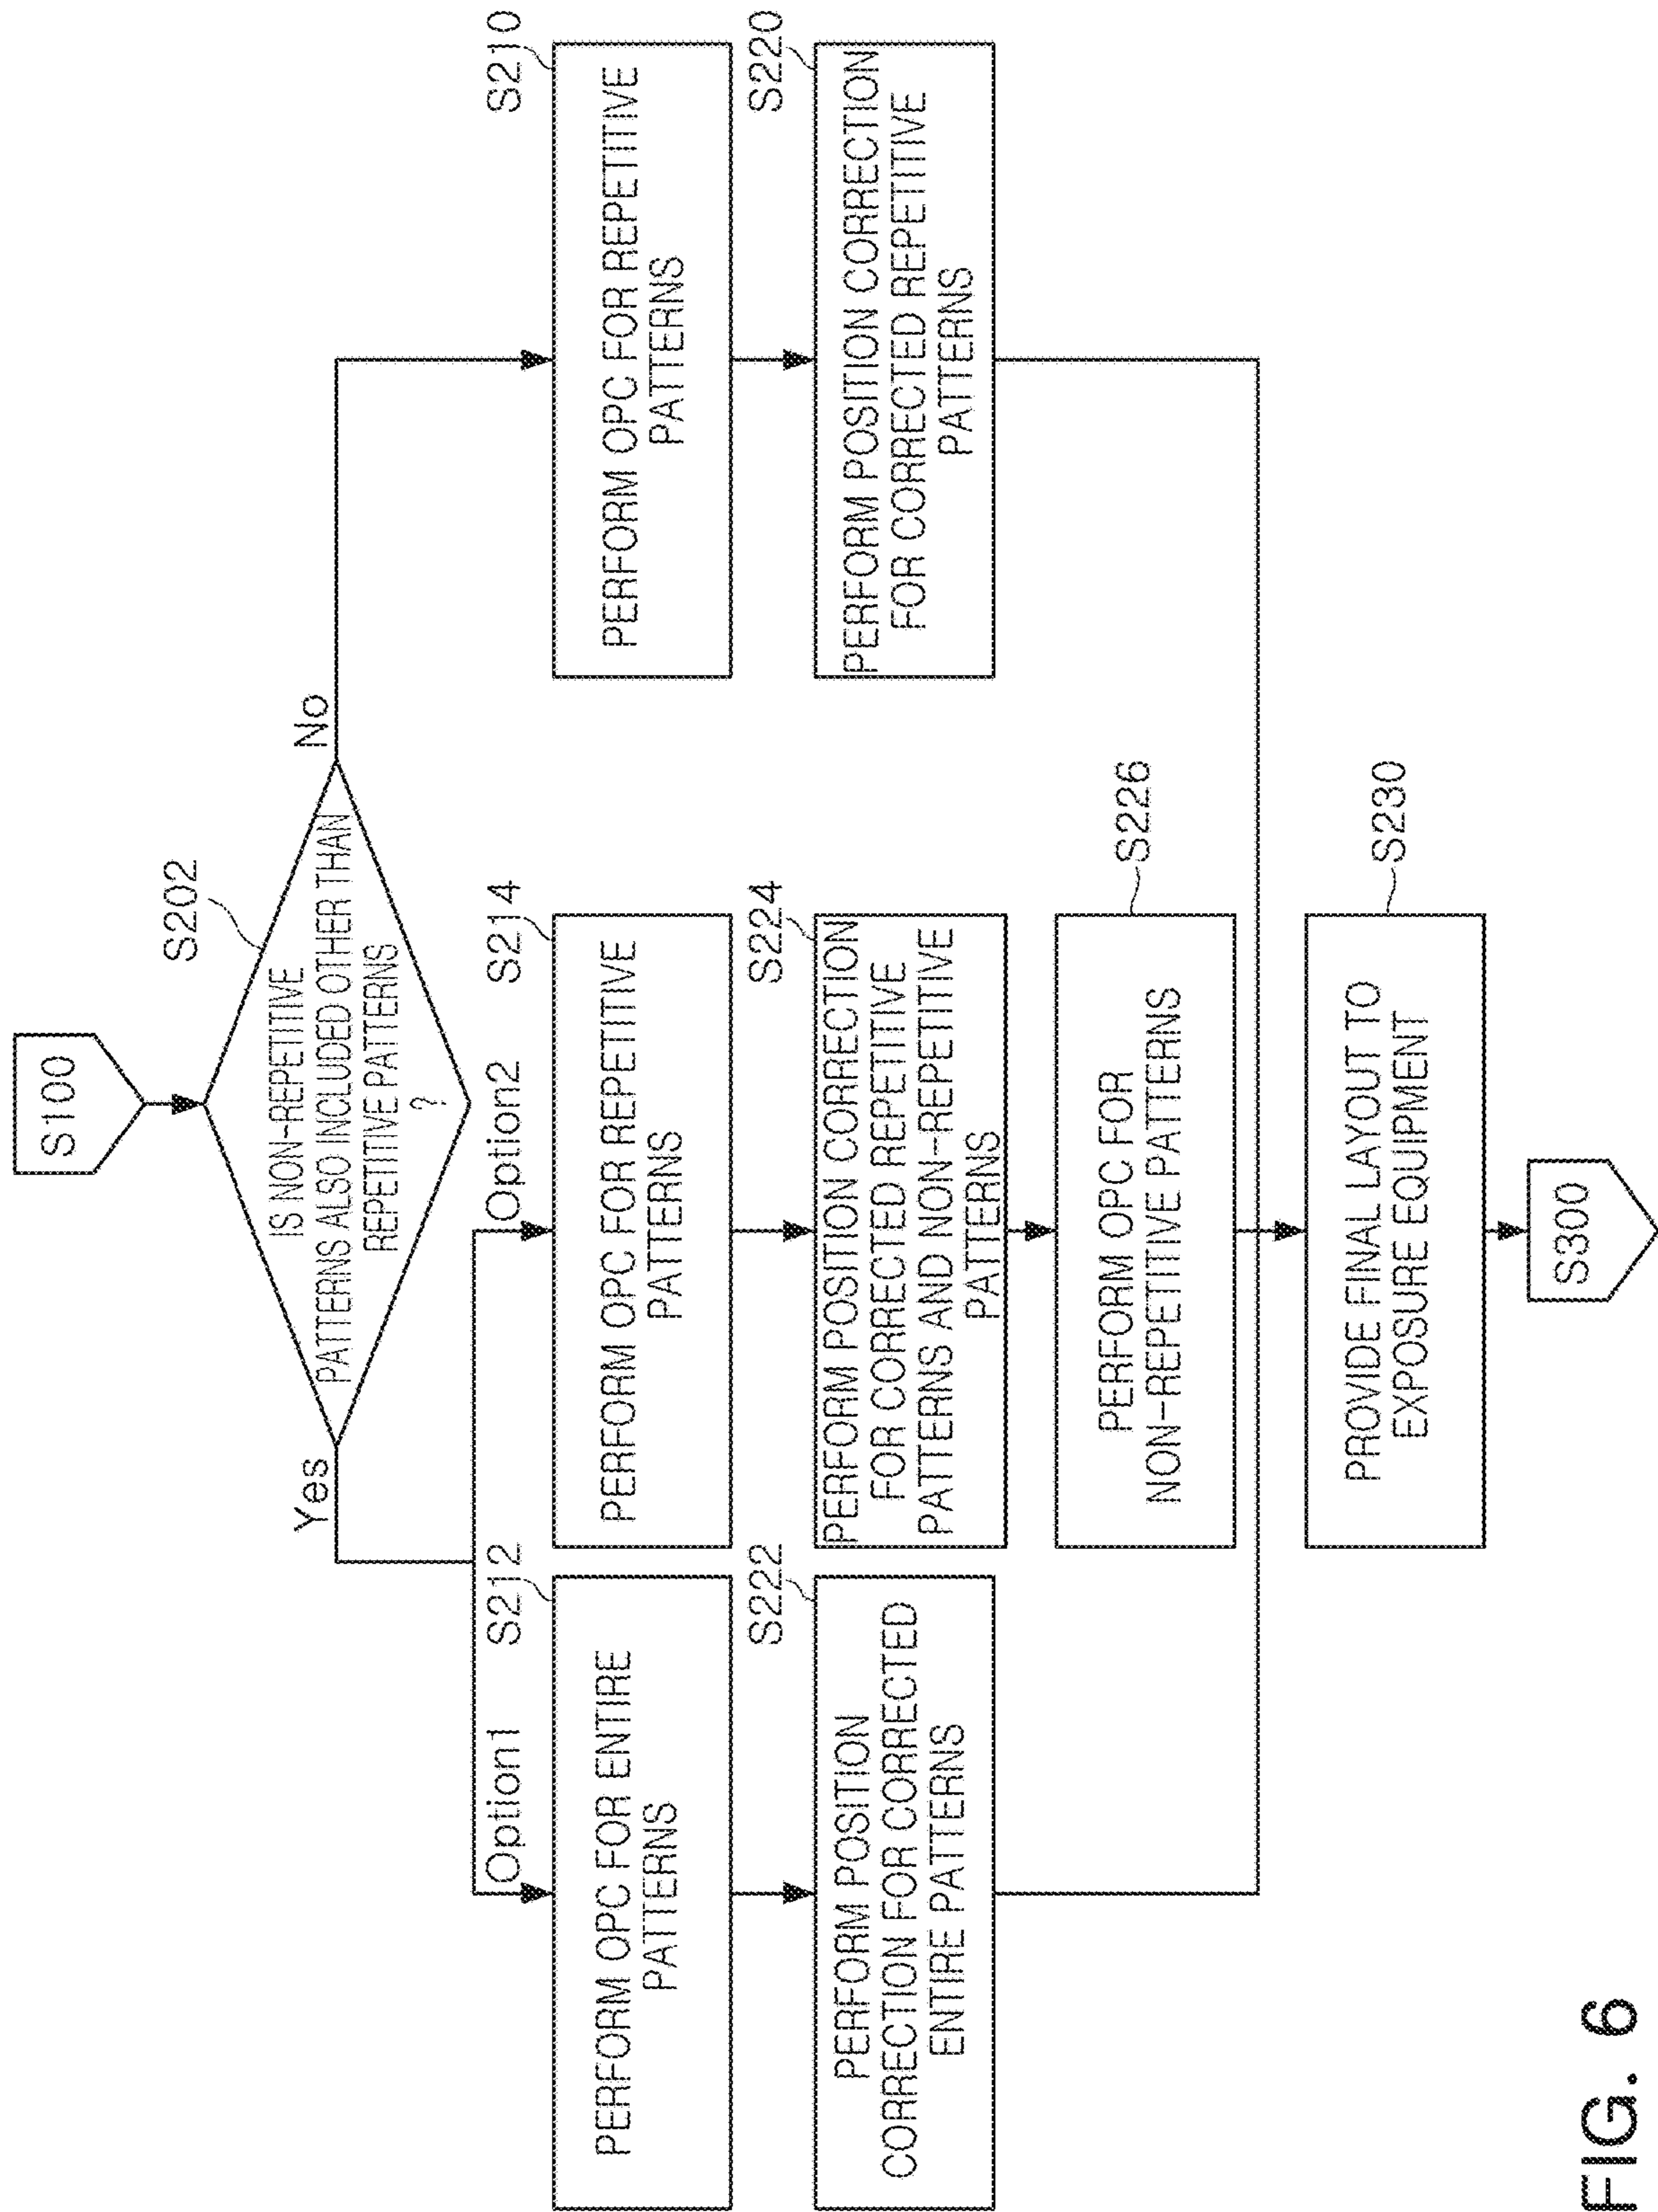 S100
S202
IS NON-REPETITIVE
PATTERNS ALSO INCLUDED OTHER THAN
REPETITIVE PATTERNS
?
Yes
No
Option1
S212
PERFORM OPC FOR ENTIRE
PATTERNS
Option2
S214
PERFORM OPC FOR REPETITIVE
PATTERNS
S210
PERFORM OPC FOR REPETITIVE
PATTERNS
S222
PERFORM POSITION
CORRECTION FOR CORRECTED
ENTIRE PATTERNS
S224
PERFORM POSITION CORRECTION
FOR CORRECTED REPETITIVE
PATTERNS AND NON-REPETITIVE
PATTERNS
S220
PERFORM POSITION CORRECTION
FOR CORRECTED REPETITIVE
PATTERNS
S226
PERFORM OPC FOR
NON-REPETITIVE PATTERNS
S230
PROVIDE FINAL LAYOUT TO
EXPOSURE EQUIPMENT
S300
FIG. 6